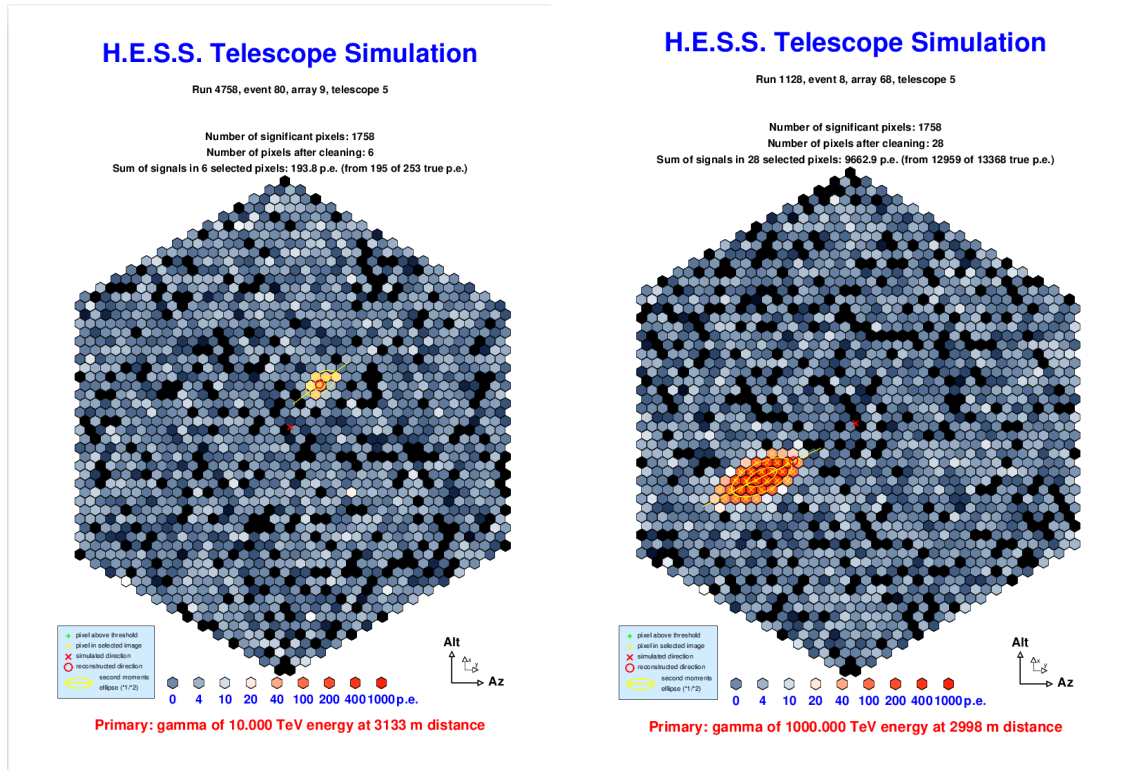 H.E.S.S. Telescope Simulation
Run 4758, event 80, array 9, telescope 5
Number of significant pixels: 1758
Number of pixels after cleaning: 6
Sum of signals in 6 selected pixels: 193.8 p.e. (from 195 of 253 true p.e.)
pixel above threshold
pixel in selected image
simulated direction
reconstructed direction
second moments
ellipse (*1/*2)
0 4 10 20 40 100 200 400 1000 p.e.
Alt
x
y
Az
Primary: gamma of 10.000 TeV energy at 3133 m distance
H.E.S.S. Telescope Simulation
Run 1128, event 8, array 68, telescope 5
Number of significant pixels: 1758
Number of pixels after cleaning: 28
Sum of signals in 28 selected pixels: 9662.9 p.e. (from 12959 of 13368 true p.e.)
pixel above threshold
pixel in selected image
simulated direction
reconstructed direction
second moments
ellipse (*1/*2)
0 4 10 20 40 100 200 400 1000 p.e.
Alt
x
y
Az
Primary: gamma of 1000.000 TeV energy at 2998 m distance